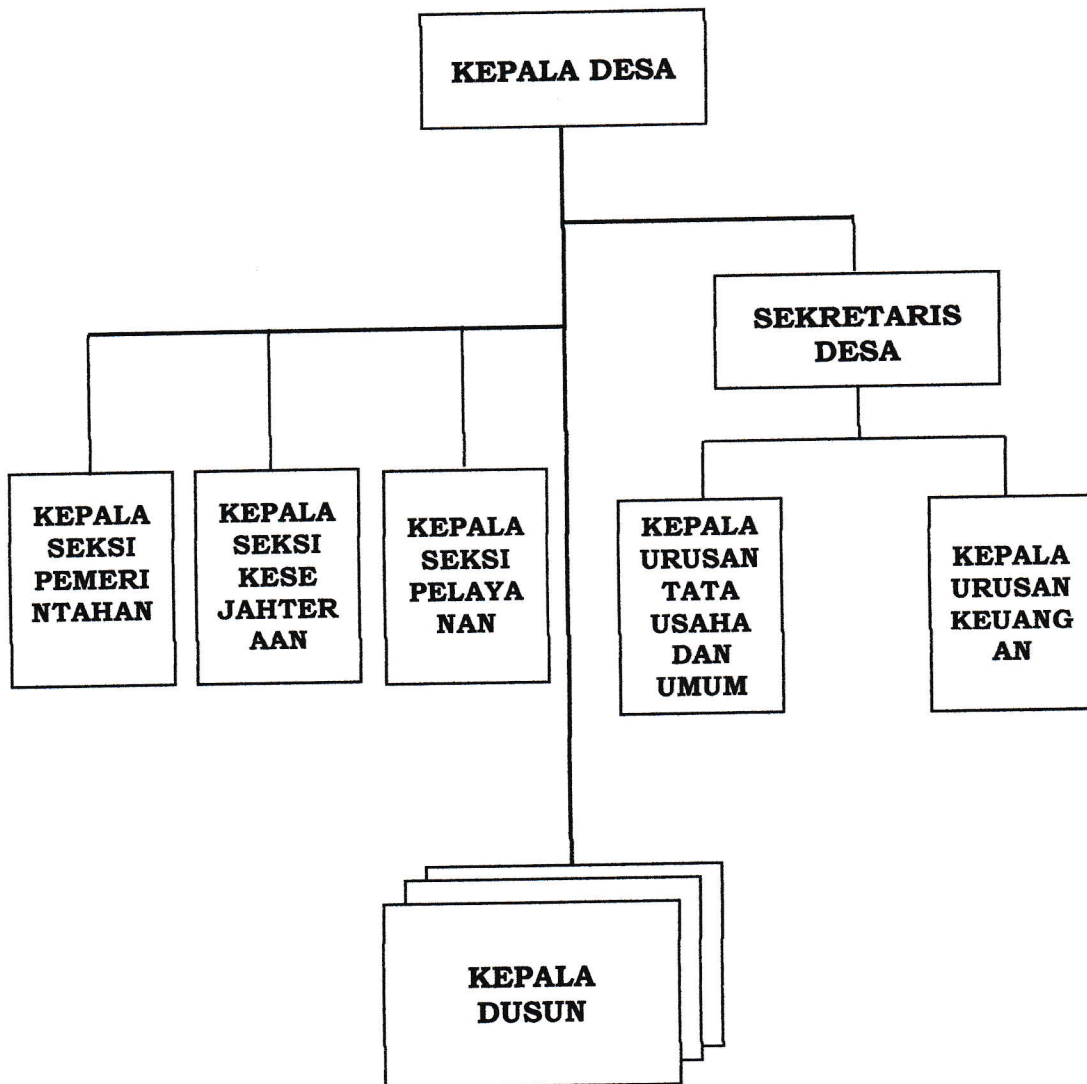 KEPALA DESA
SEKRETARIS
DESA
KEPALA
SEKSI
PEMERI
NTAHAN
KEPALA
SEKSI
KESE
JAHTER
AAN
KEPALA
SEKSI
PELAYA
NAN
KEPALA
URUSAN
TATA
USAHA
DAN
UMUM
KEPALA
URUSAN
KEUANG
AN
KEPALA
DUSUN